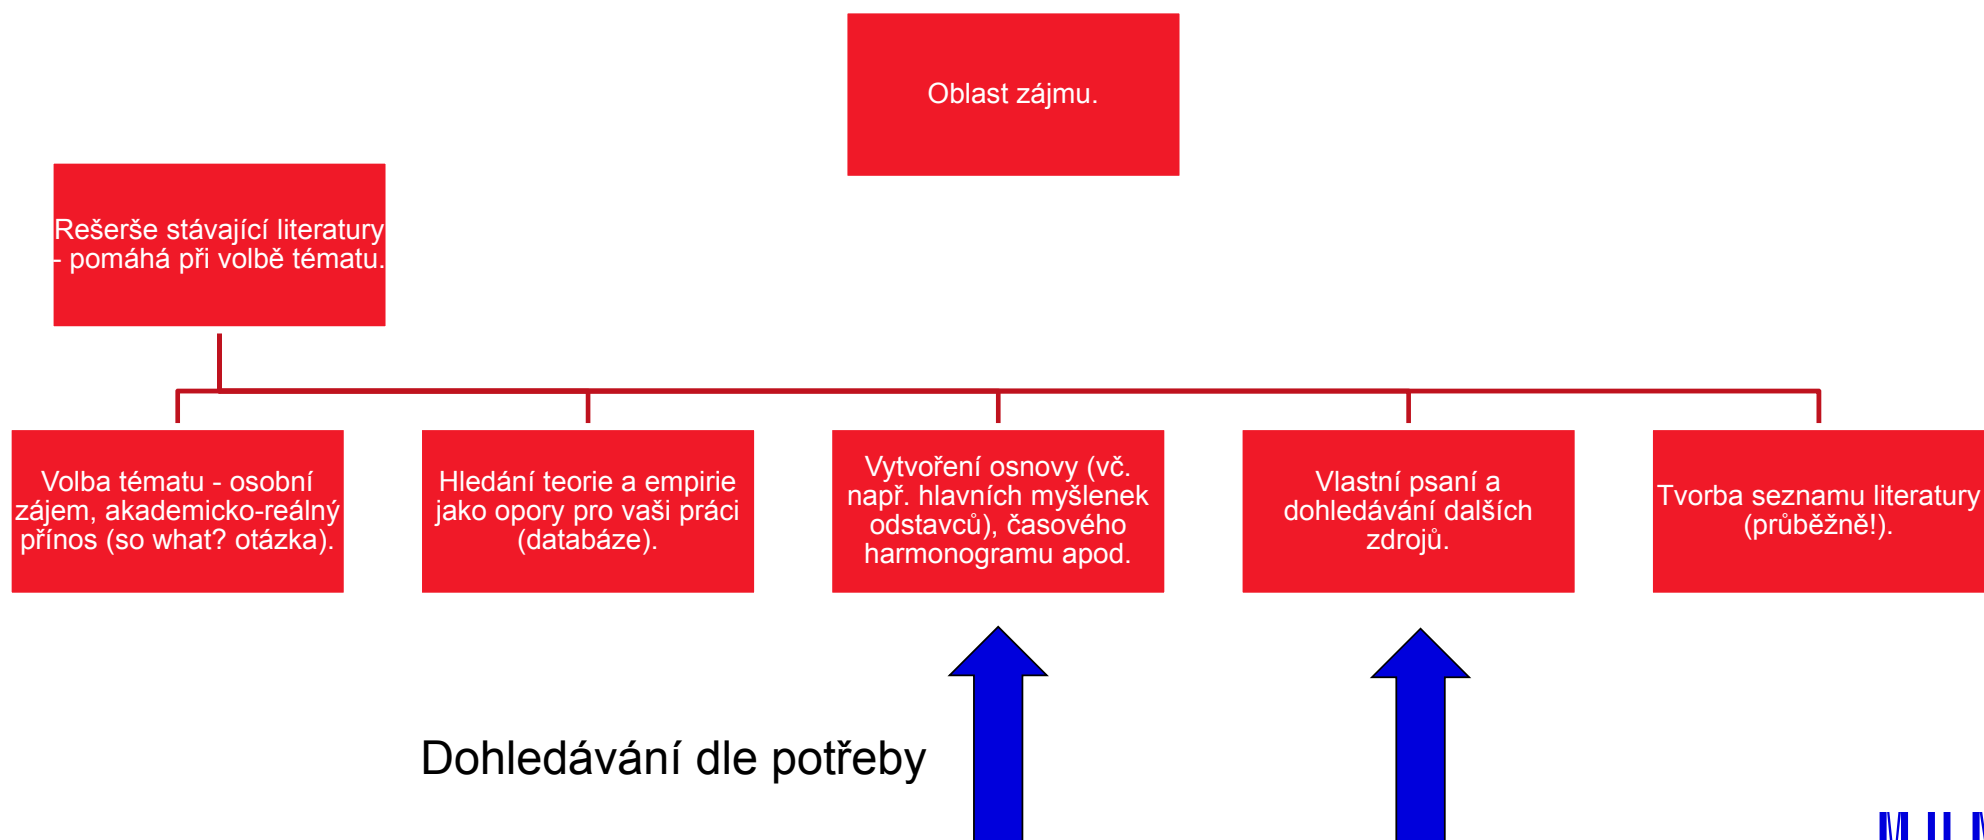 Oblast zájmu.
Rešerše stávající literatury
- pomáhá při volbě tématu.
Volba tématu - osobní
zájem, akademicko-reálný
přínos (so what? otázka).
Hledání teorie a empirie
jako opory pro vaši práci
(databáze).
Vytvoření osnovy (vč.
např. hlavních myšlenek
odstavců), časového
harmonogramu apod.
Vlastní psaní a
dohledávání dalších
zdrojů.
Tvorba seznamu literatury
(průběžně!).
Dohledávání dle potřeby